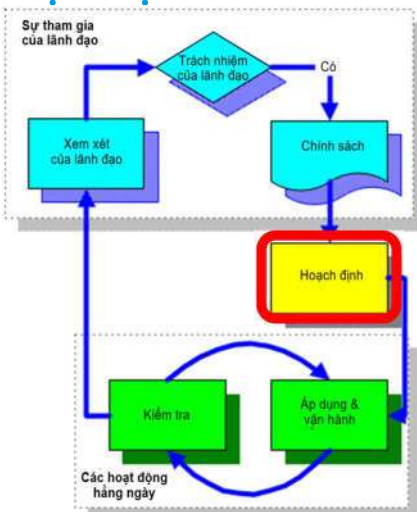 Sự tham gia
của lãnh đạo
Trách nhiệm
của lãnh đạo
Có
Xem xét
của lãnh đạo
Chính sách
Hoạch định
Kiểm tra
Áp dụng &
vận hành
Các hoạt động
hằng ngày